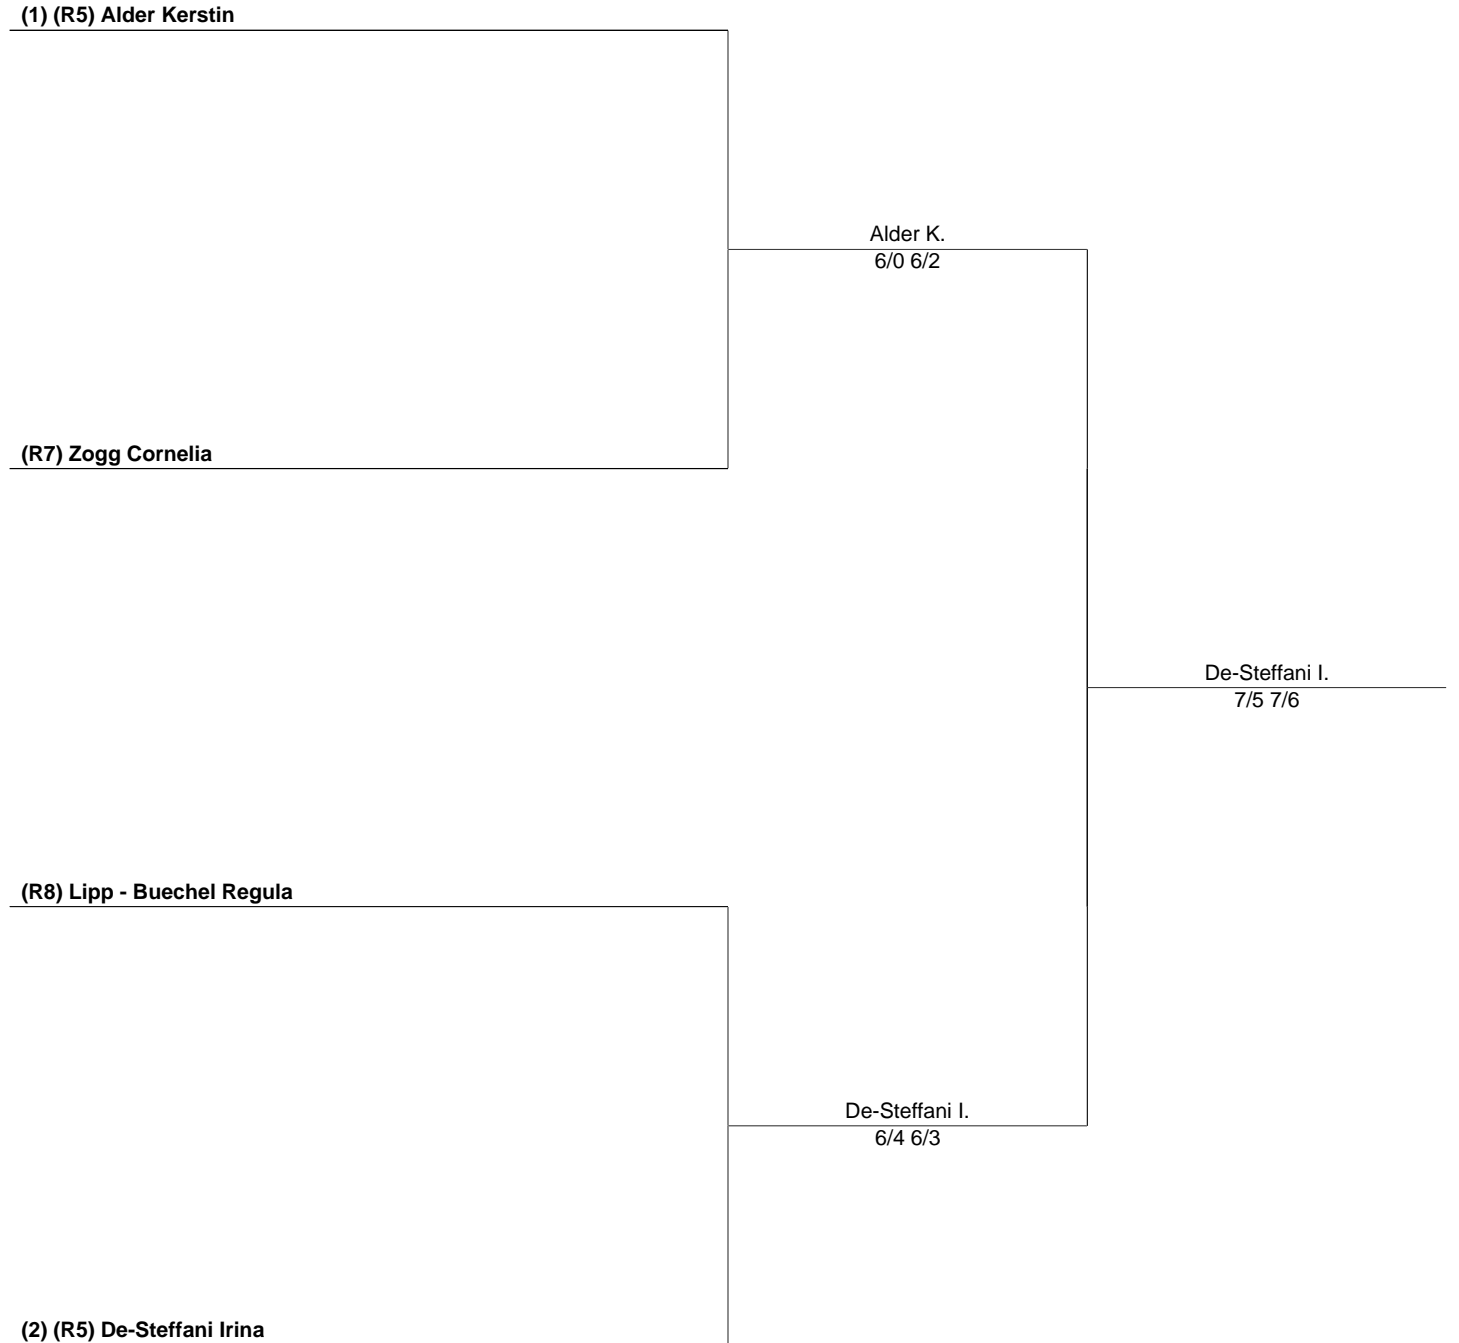 (1) (R5) Alder Kerstin
Alder K.
6/0 6/2
(R7) Zogg Cornelia
De-Steffani I.
7/5 7/6
(R8) Lipp - Buechel Regula
De-Steffani I.
6/4 6/3
(2) (R5) De-Steffani Irina